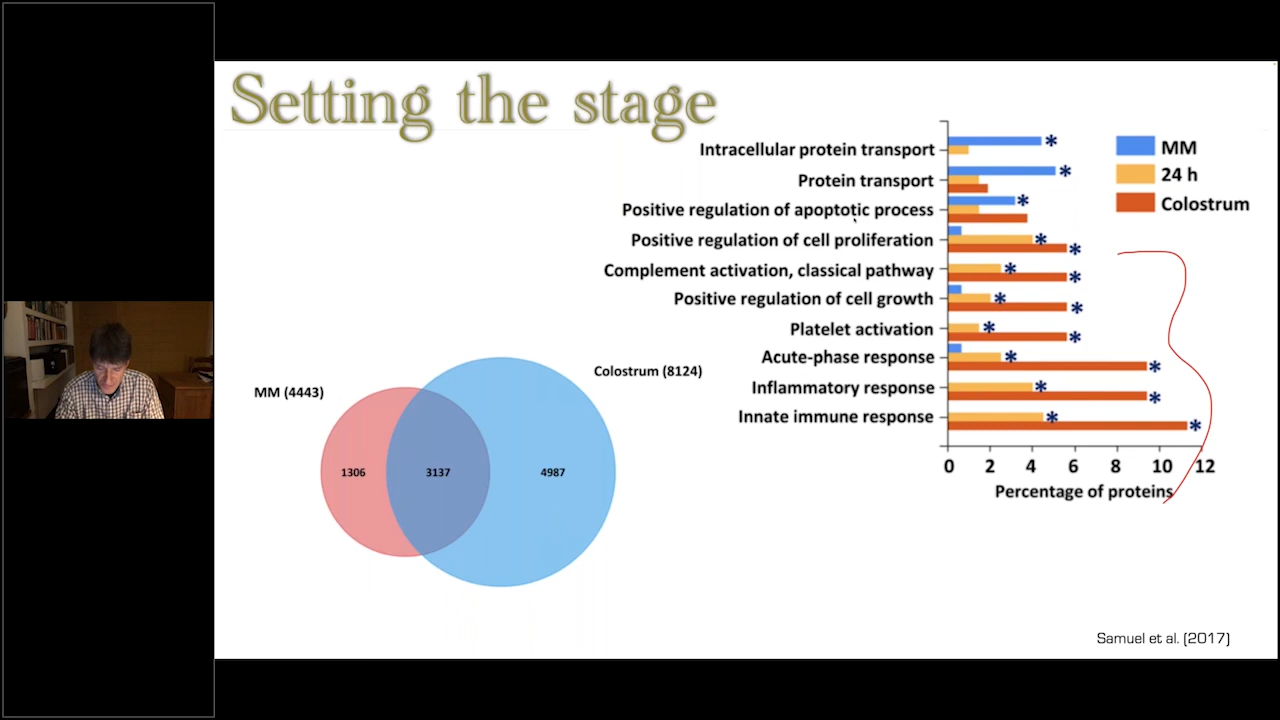 Setting the stage
Intracellular protein transport
Protein transport
Positive regulation of apoptotic process
Positive regulation of cell proliferation
Complement activation, classical pathway
Positive regulation of cell growth
Platelet activation
Acute-phase response
Inflammatory response
Innate immune response
* * * * * * * * * * * * * * * * *
0 2 4 6 8 10 12
Percentage of proteins
MM
24 h
Colostrum
MM (4443)
Colostrum (8124)
1306 3137 4987
Samuel et al. (2017)